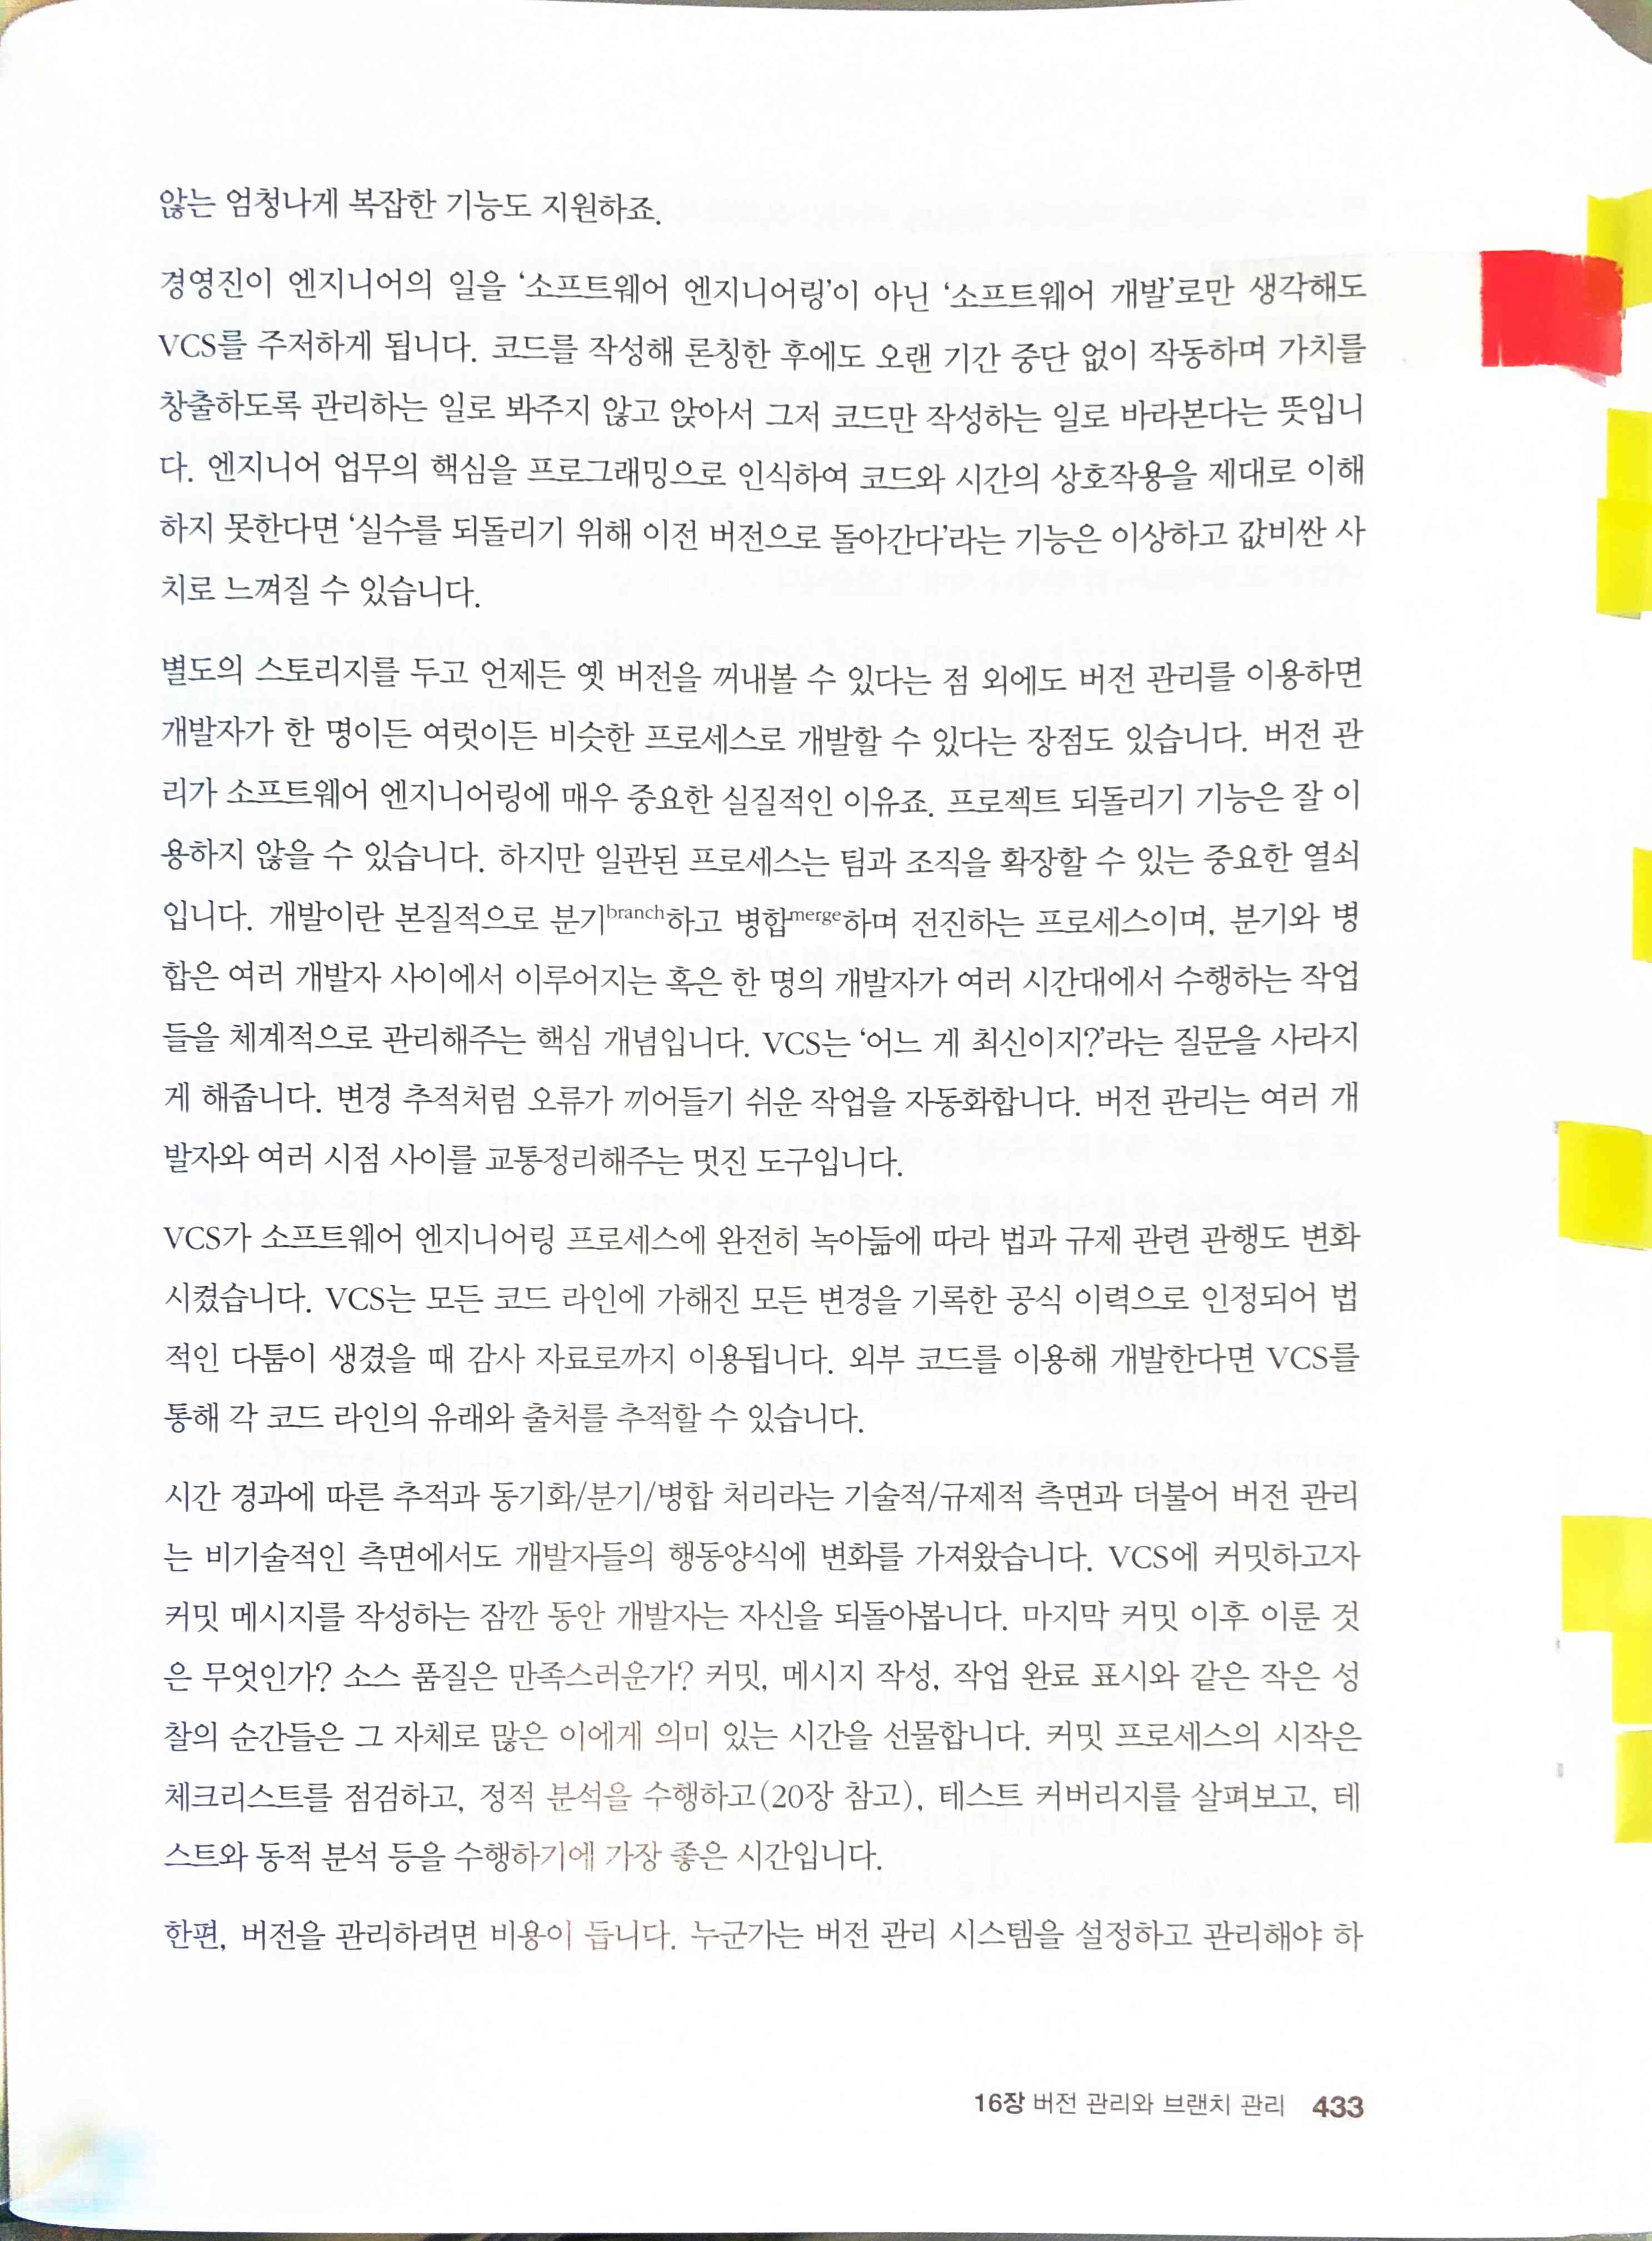 않는 엄청나게 복잡한 기능도 지원하죠.
경영진이 엔지니어의 일을 ‘소프트웨어 엔지니어링’이 아닌 ‘소프트웨어 개발’로만 생각해도
VCS를 주저하게 됩니다. 코드를 작성해 론칭한 후에도 오랜 기간 중단 없이 작동하며 가치를
창출하도록 관리하는 일로 봐주지 않고 앉아서 그저 코드만 작성하는 일로 바라본다는 뜻입니
다. 엔지니어 업무의 핵심을 프로그래밍으로 인식하여 코드와 시간의 상호작용을 제대로 이해
하지 못한다면 ‘실수를 되돌리기 위해 이전 버전으로 돌아간다’라는 기능은 이상하고 값비싼 사
치로 느껴질 수 있습니다.
별도의 스토리지를 두고 언제든 옛 버전을 꺼내볼 수 있다는 점 외에도 버전 관리를 이용하면
개발자가 한 명이든 여럿이든 비슷한 프로세스로 개발할 수 있다는 장점도 있습니다. 버전 관
리가 소프트웨어 엔지니어링에 매우 중요한 실질적인 이유죠. 프로젝트 되돌리기 기능은 잘 이
용하지 않을 수 있습니다. 하지만 일관된 프로세스는 팀과 조직을 확장할 수 있는 중요한 열쇠
입니다. 개발이란 본질적으로 분기branch하고 병합merge하며 전진하는 프로세스이며, 분기와 병
합은 여러 개발자 사이에서 이루어지는 혹은 한 명의 개발자가 여러 시간대에서 수행하는 작업
들을 체계적으로 관리해주는 핵심 개념입니다. VCS는 ‘어느 게 최신이지?’라는 질문을 사라지
게 해줍니다. 변경 추적처럼 오류가 끼어들기 쉬운 작업을 자동화합니다. 버전 관리는 여러 개
발자와 여러 시점 사이를 교통정리해주는 멋진 도구입니다.
VCS가 소프트웨어 엔지니어링 프로세스에 완전히 녹아듦에 따라 법과 규제 관련 관행도 변화
시켰습니다. VCS는 모든 코드 라인에 가해진 모든 변경을 기록한 공식 이력으로 인정되어 법
적인 다툼이 생겼을 때 감사 자료로까지 이용됩니다. 외부 코드를 이용해 개발한다면 VCS를
통해 각 코드 라인의 유래와 출처를 추적할 수 있습니다.
시간 경과에 따른 추적과 동기화/분기/병합 처리라는 기술적/규제적 측면과 더불어 버전 관리
는 비기술적인 측면에서도 개발자들의 행동양식에 변화를 가져왔습니다. VCS에 커밋하고자
커밋 메시지를 작성하는 잠깐 동안 개발자는 자신을 되돌아봅니다. 마지막 커밋 이후 이룬 것
은 무엇인가? 소스 품질은 만족스러운가? 커밋, 메시지 작성, 작업 완료 표시와 같은 작은 성
찰의 순간들은 그 자체로 많은 이에게 의미 있는 시간을 선물합니다. 커밋 프로세스의 시작은
체크리스트를 점검하고, 정적 분석을 수행하고(20장 참고), 테스트 커버리지를 살펴보고, 테
스트와 동적 분석 등을 수행하기에 가장 좋은 시간입니다.
한편, 버전을 관리하려면 비용이 듭니다. 누군가는 버전 관리 시스템을 설정하고 관리해야 하
16장 버전 관리와 브랜치 관리 433